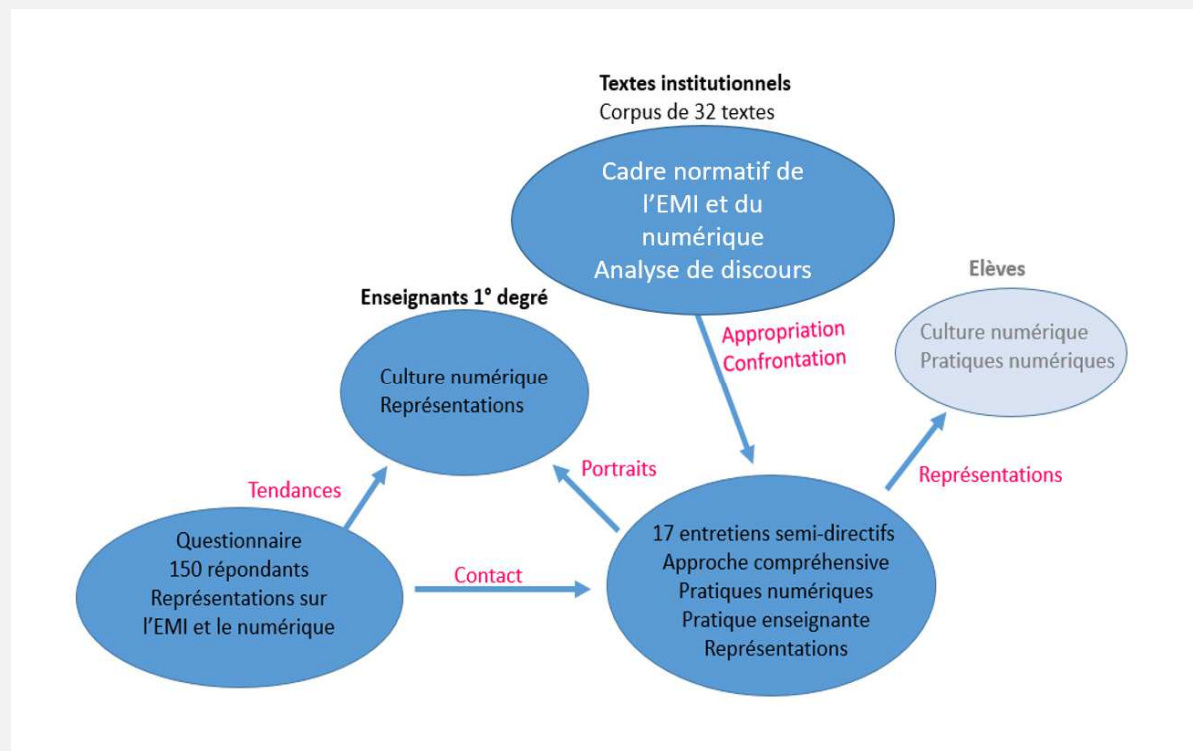 Textes institutionnels
Corpus de 32 textes
Cadre normatif de
l'EMI et du
numérique
Analyse de discours
Elèves
Culture numérique
Pratiques numériques
Enseignants 1° degré
Culture numérique
Représentations
Appropriation
Confrontation
Tendances
Portraits
Représentations
Questionnaire
150 répondants
Représentations sur
l'EMI et le numérique
Contact
17 entretiens semi-directifs
Approche compréhensive
Pratiques numériques
Pratique enseignante
Représentations